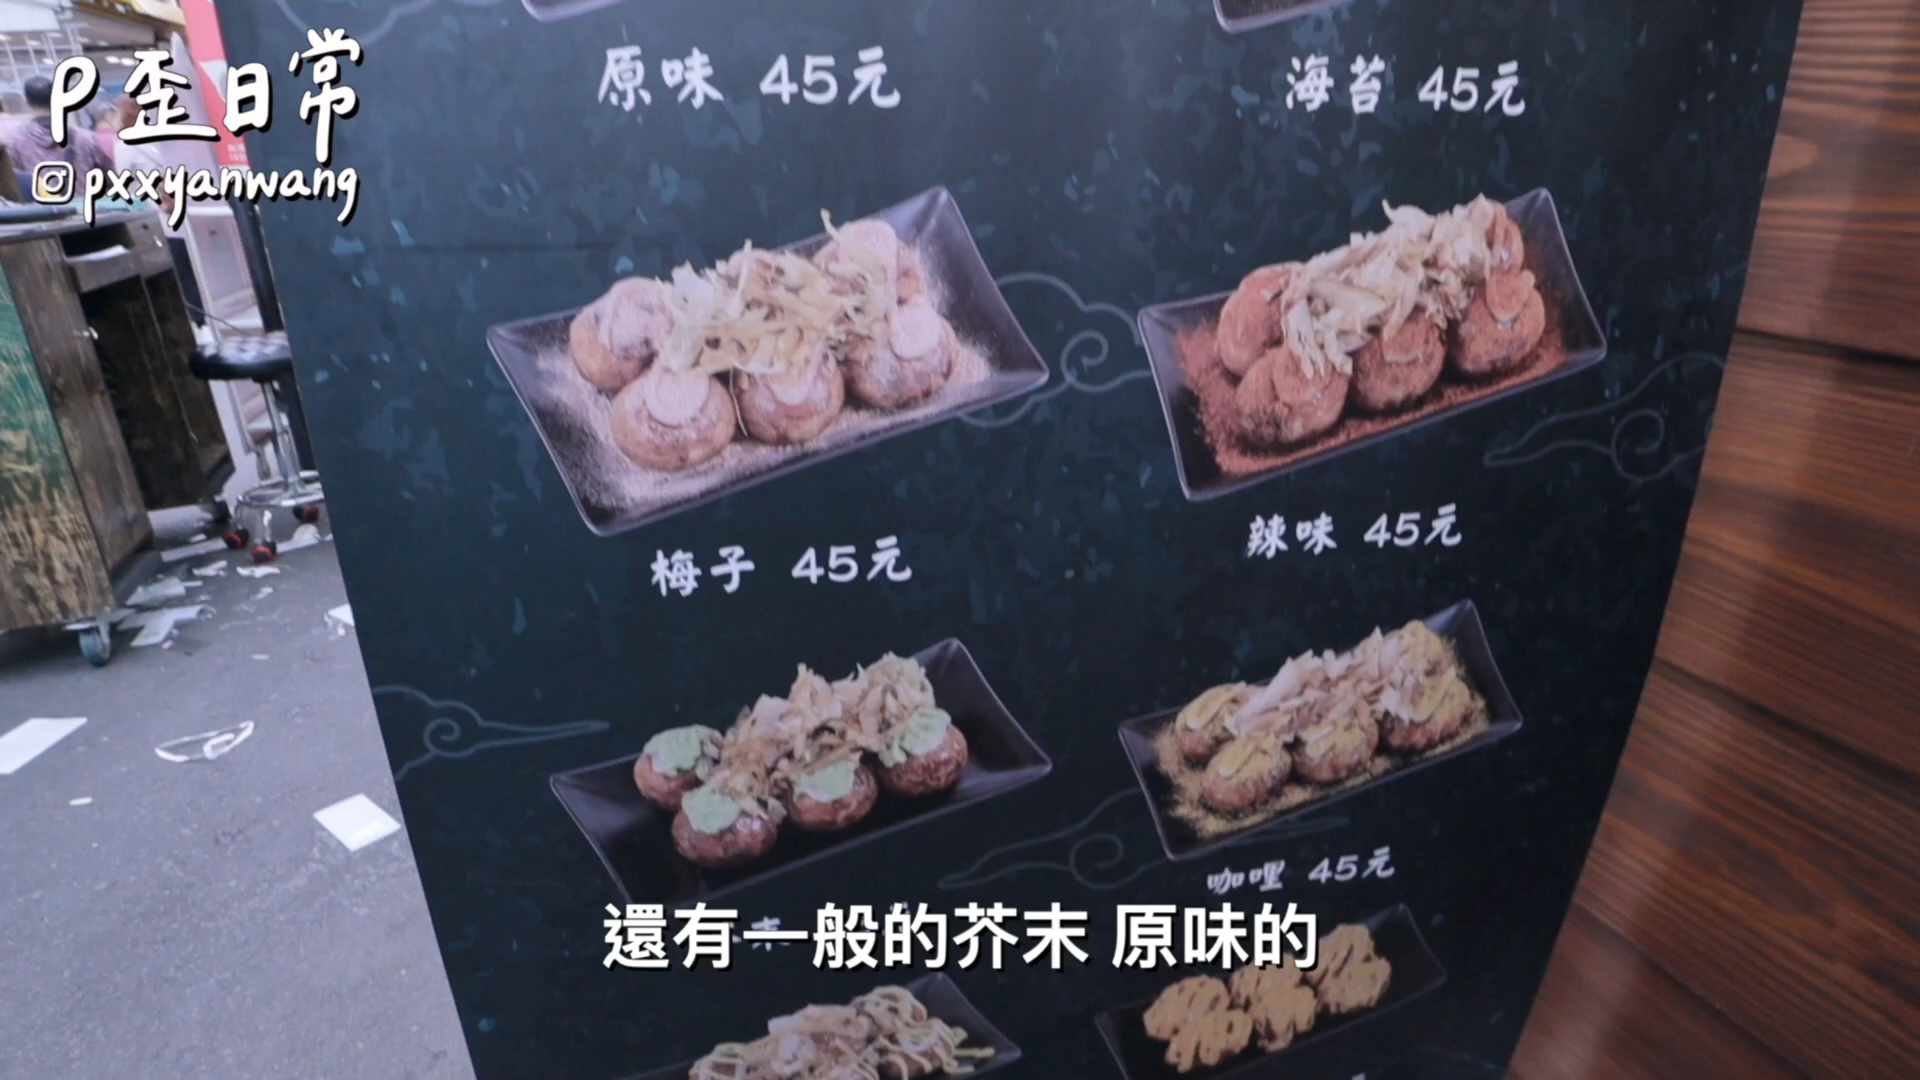 P歪日常
pxxyanwang
原味 45元
海苔 45元
梅子 45元
辣味 45元
咖哩 45元
還有一般的芥末 原味的